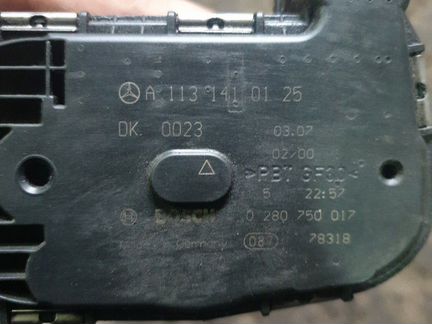 A 113 141 01 25
DK. 0023 03.07
02/00
>PBT GF30<
5 22:57
BOSCH 0 280 750 017
Made in Germany 087 78318